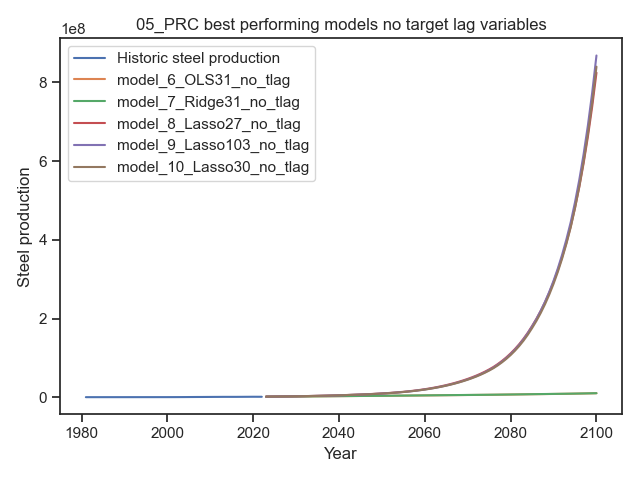 05_PRC best performing models no target lag variables
1e8
Historic steel production
model_6_OLS31_no_tlag
model_7_Ridge31_no_tlag
model_8_Lasso27_no_tlag
model_9_Lasso103_no_tlag
model_10_Lasso30_no_tlag
8
6
4
2
0
Steel production
1980
2000
2020
2040
2060
2080
2100
Year